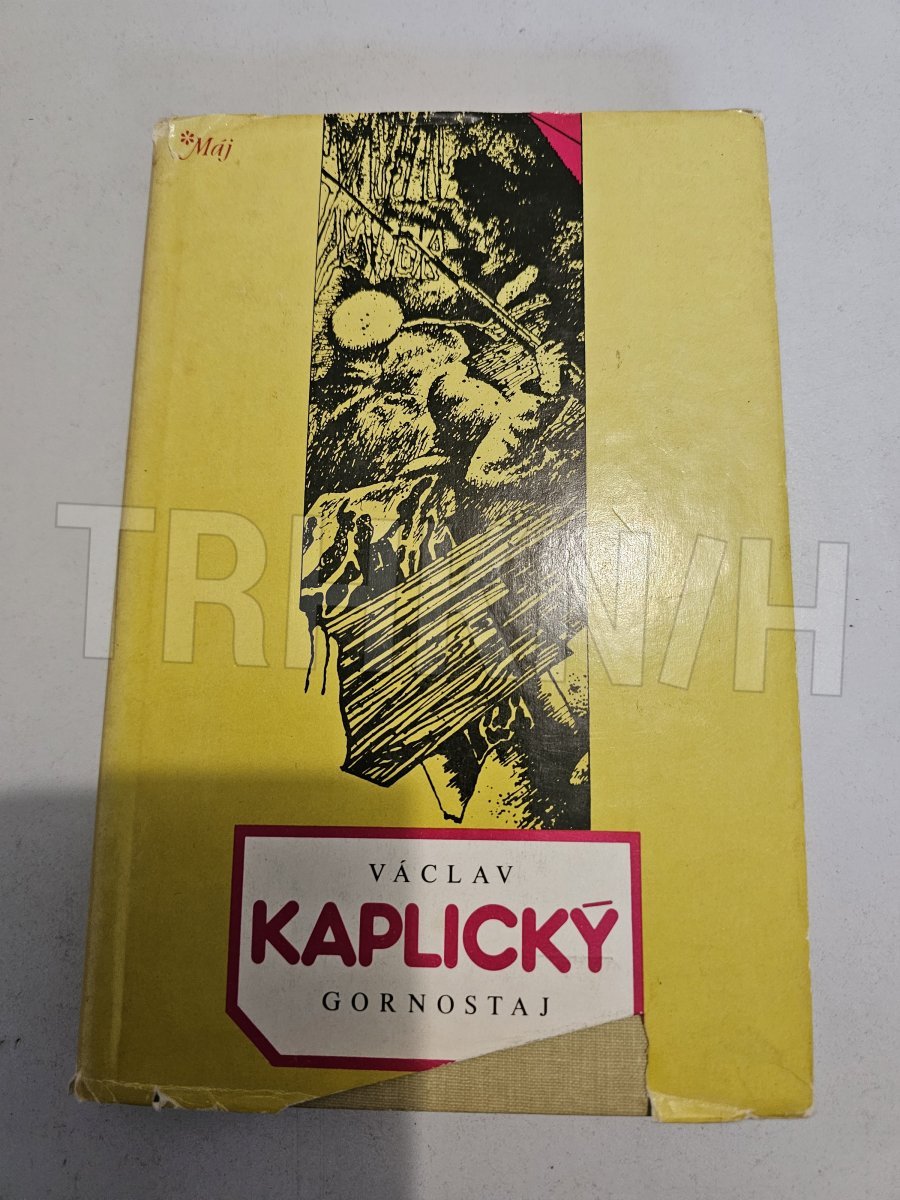 *Máj
VÁCLAV
KAPLICKÝ
GORNOSTAJ